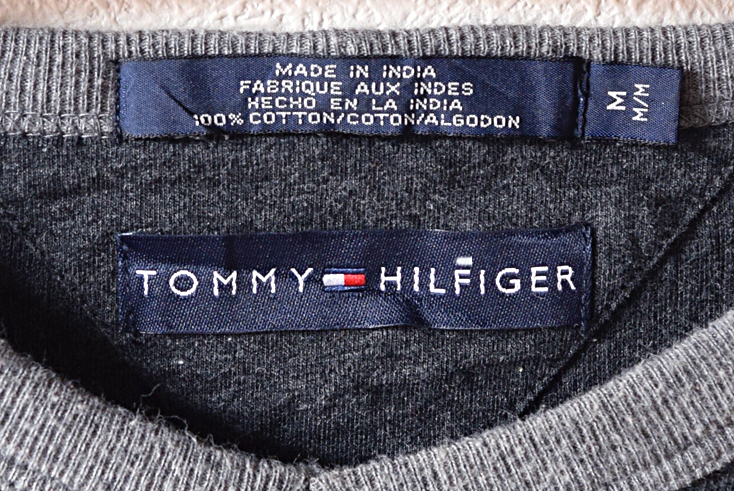 MADE IN INDIA
FABRIQUE AUX INDES
HECHO EN LA INDIA
100% COTTON/COTON/ALGODON
M
M/M
TOMMY HILFIGER